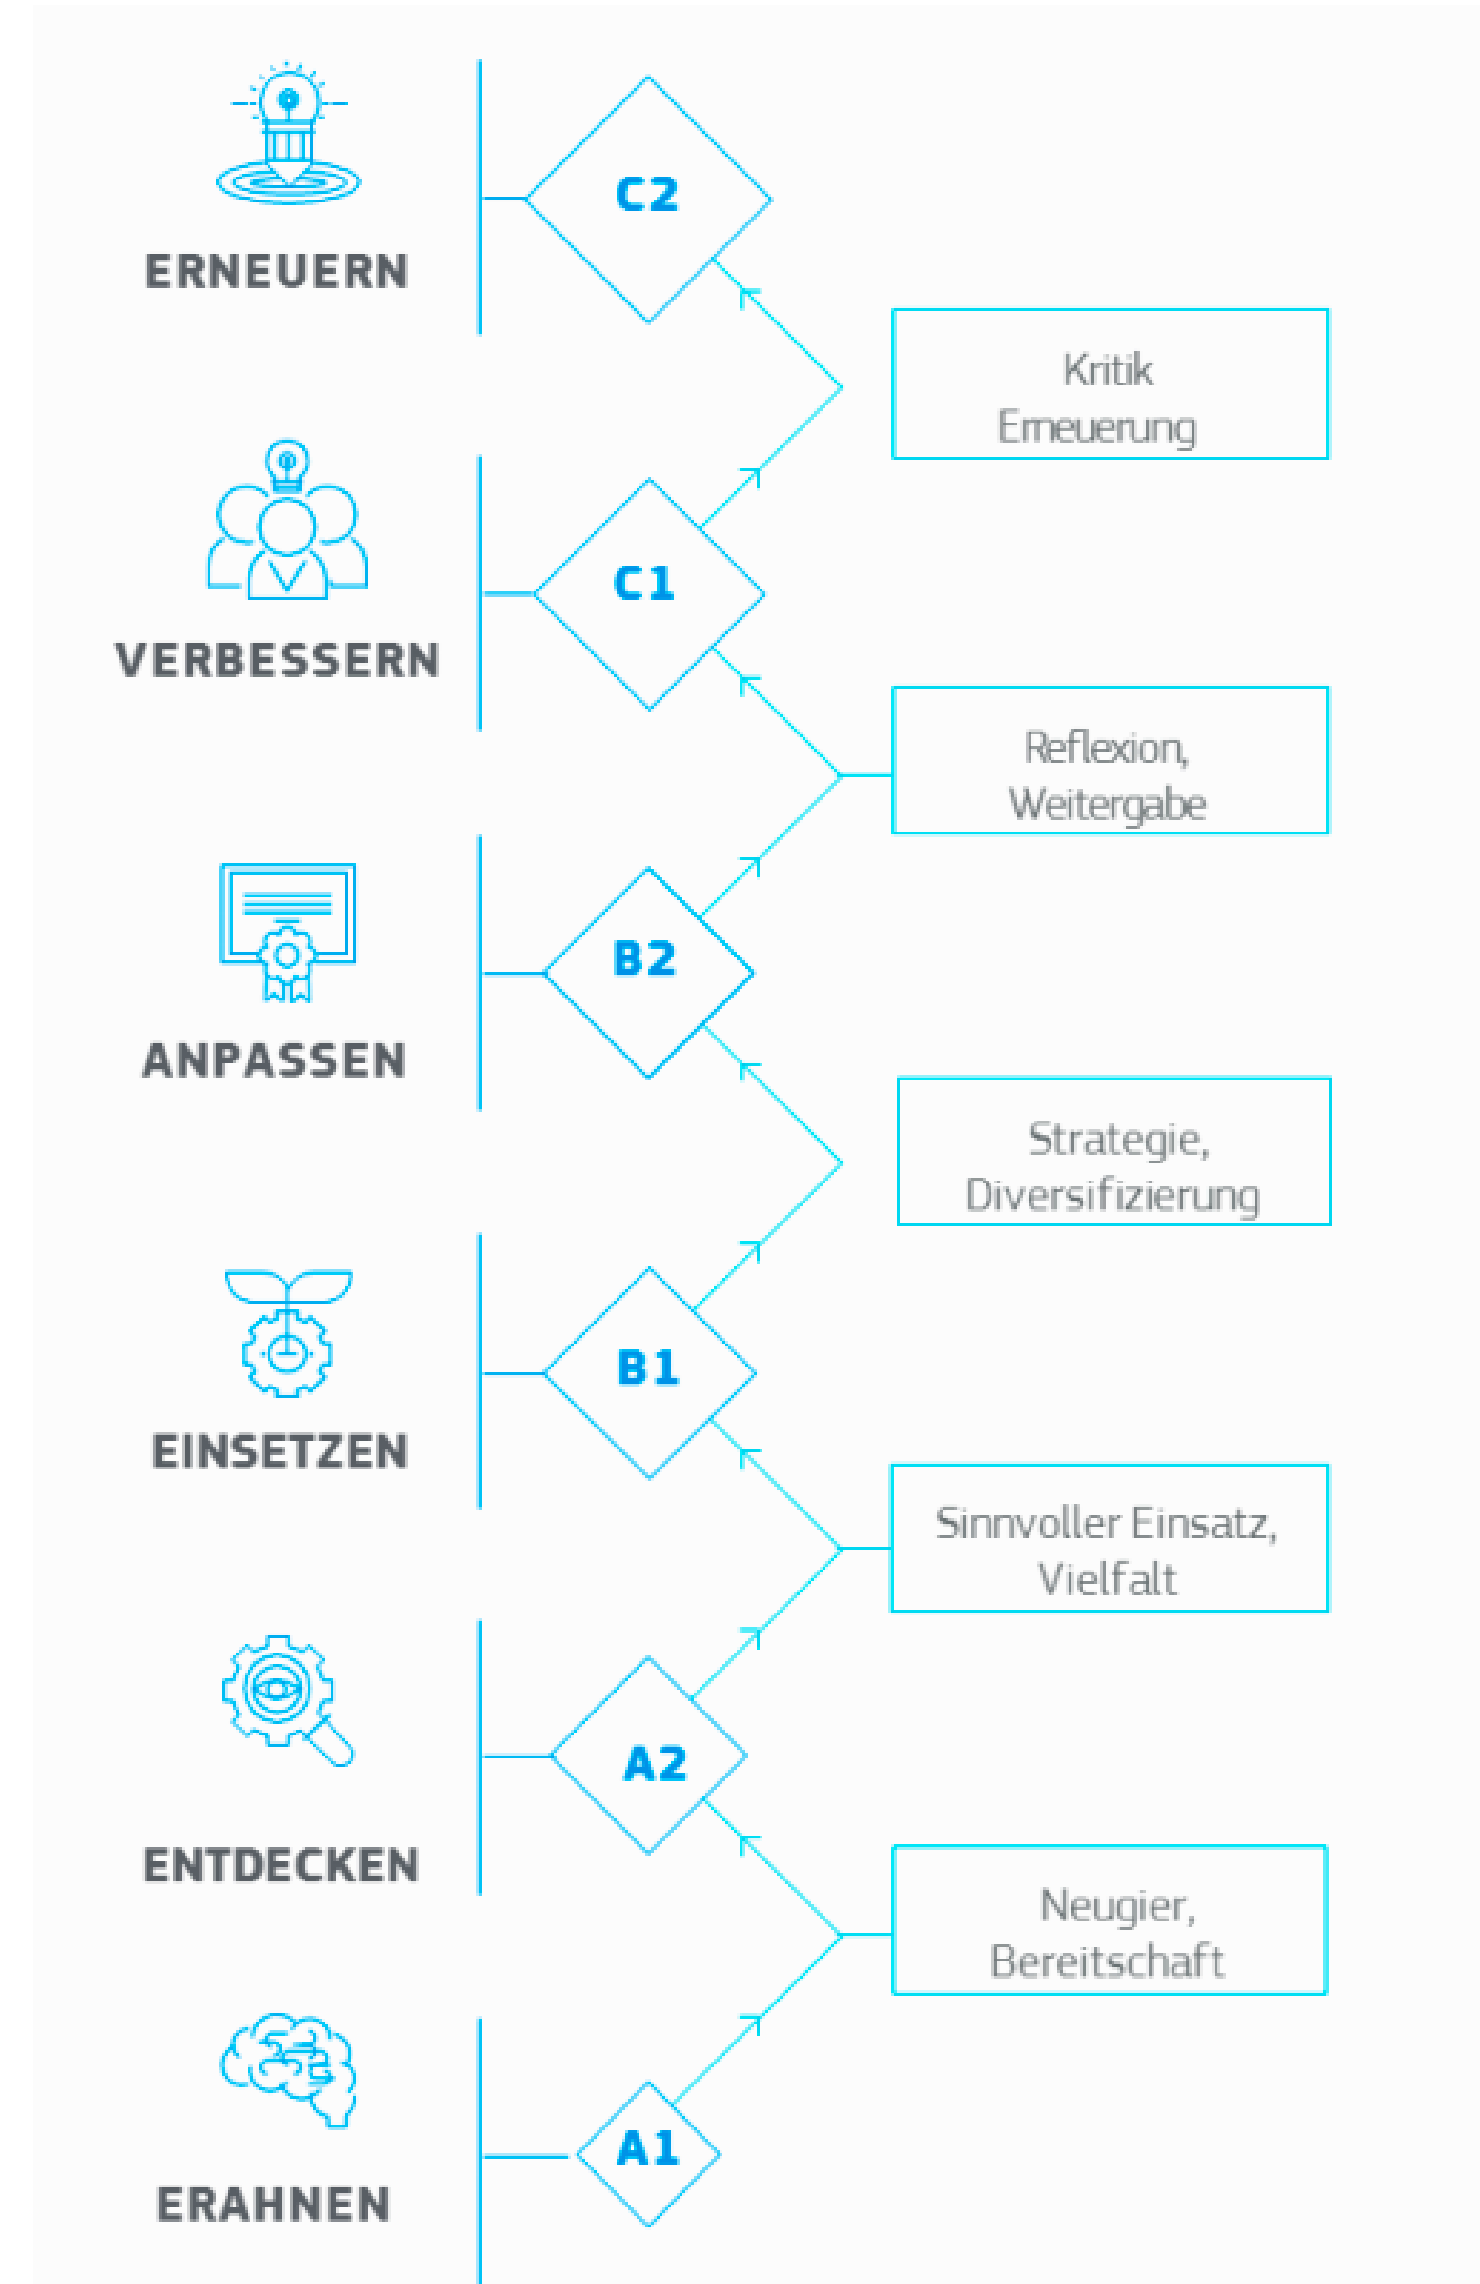 C2
ERNEUERN
Kritik
Erneuerung
C1
VERBESSERN
Reflexion,
Weitergabe
B2
ANPASSEN
Strategie,
Diversifizierung
B1
EINSETZEN
Sinnvoller Einsatz,
Vielfalt
A2
ENTDECKEN
Neugier,
Bereitschaft
A1
ERAHNEN